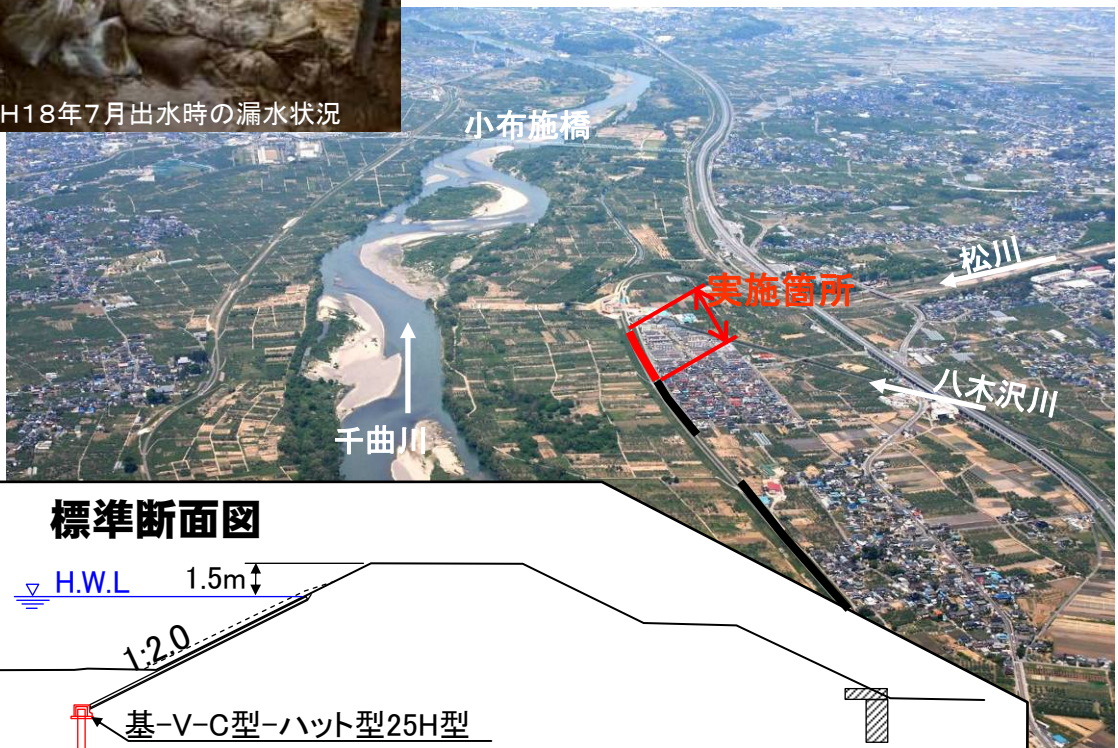 H18年7月出水時の漏水状況
小布施橋
松川
実施箇所
八木沢川
千曲川
標準断面図
H.W.L
1.5m
1:2.0
基-V-C型-ハット型25H型